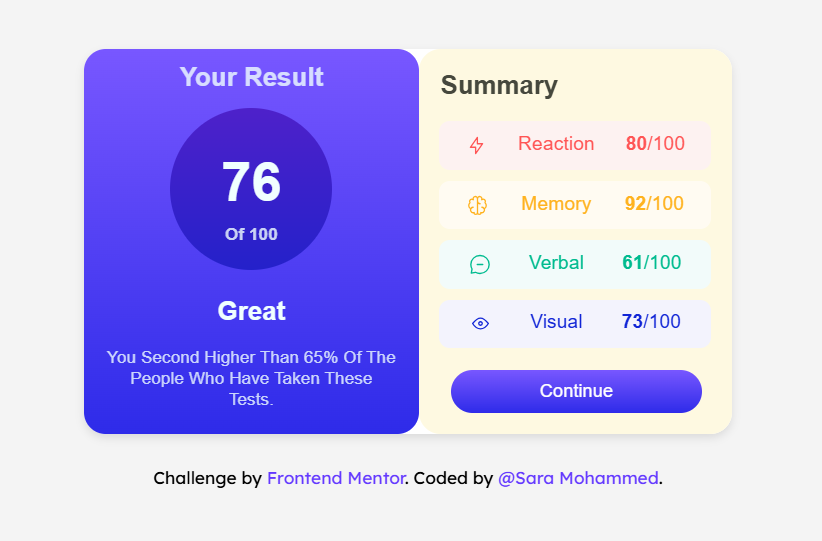 Your Result
76
Of 100
Great
You Second Higher Than 65% Of The
People Who Have Taken These
Tests.
Summary
Reaction 80/100
Memory 92/100
Verbal 61/100
Visual 73/100
Continue
Challenge by Frontend Mentor. Coded by @Sara Mohammed.